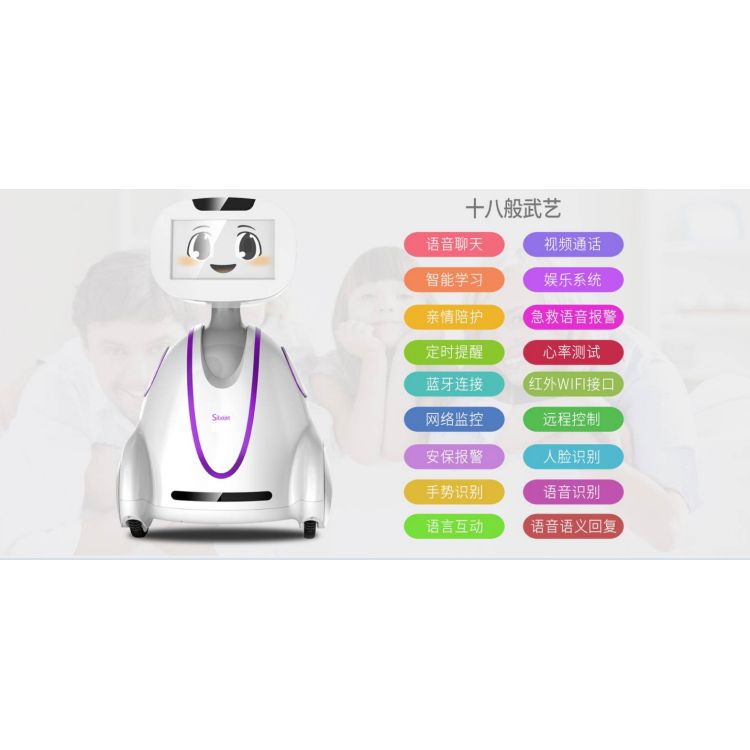 十八般武艺
语音聊天
视频通话
智能学习
娱乐系统
亲情陪护
急救语音报警
定时提醒
心率测试
蓝牙连接
红外WIFI接口
网络监控
远程控制
安保报警
人脸识别
手势识别
语音识别
语言互动
语音语义回复